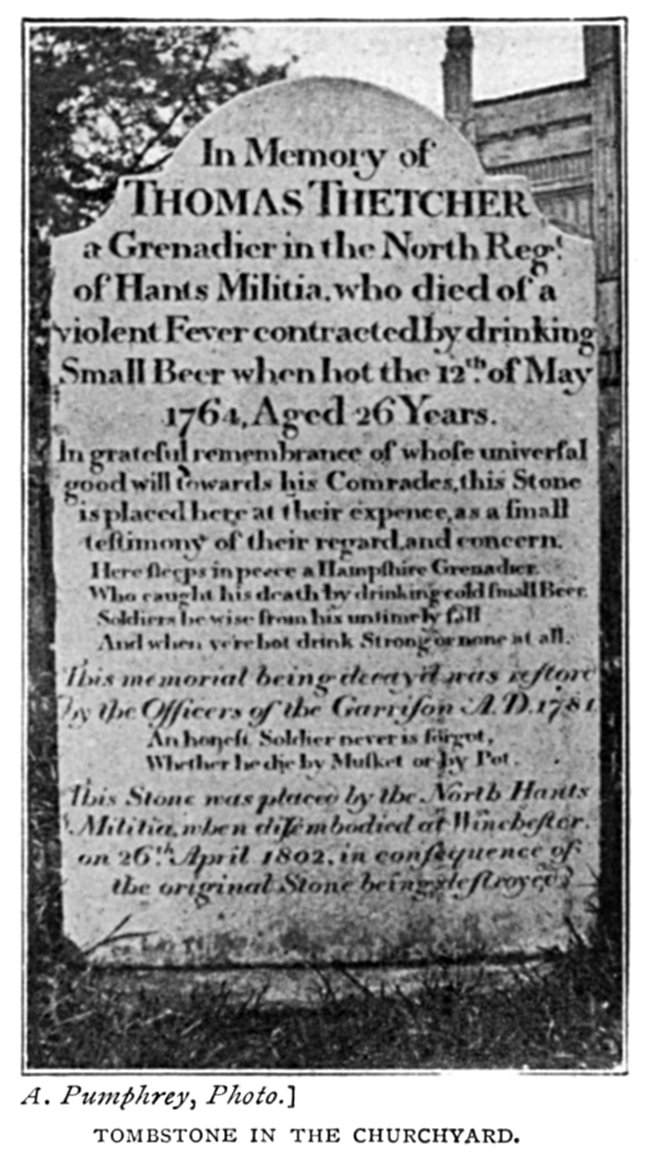 In Memory of
THOMAS THETCHER
a Grenadier in the North Regt.
of Hants Militia, who died of a
violent Fever contracted by drinking
Small Beer when hot the 12th. of May
1764, Aged 26 Years.
In grateful remembrance of whoſe univerſal
good will towards his Comrades, this Stone
is placed here at their expence, as a ſmall
teſtimony of their regard, and concern.
Here ſleeps in peace a Hampſhire Grenadier.
Who caught his death by drinking cold ſmall Beer.
Soldiers be wise from his untimely fall
And when ye're hot drink Strong or none at all.
This memorial being decay'd was reſtor'd
by the Officers of the Garriſon A.D. 1781
An honeſt Soldier never is forgot,
Whether he die by Muſket or by Pot.
This Stone was placed by the North Hants
Militia, when diſembodied at Wincheſter,
on 26th. April 1802, in conſequence of
the original Stone being deſtroyed
A. Pumphrey, Photo.]
TOMBSTONE IN THE CHURCHYARD.